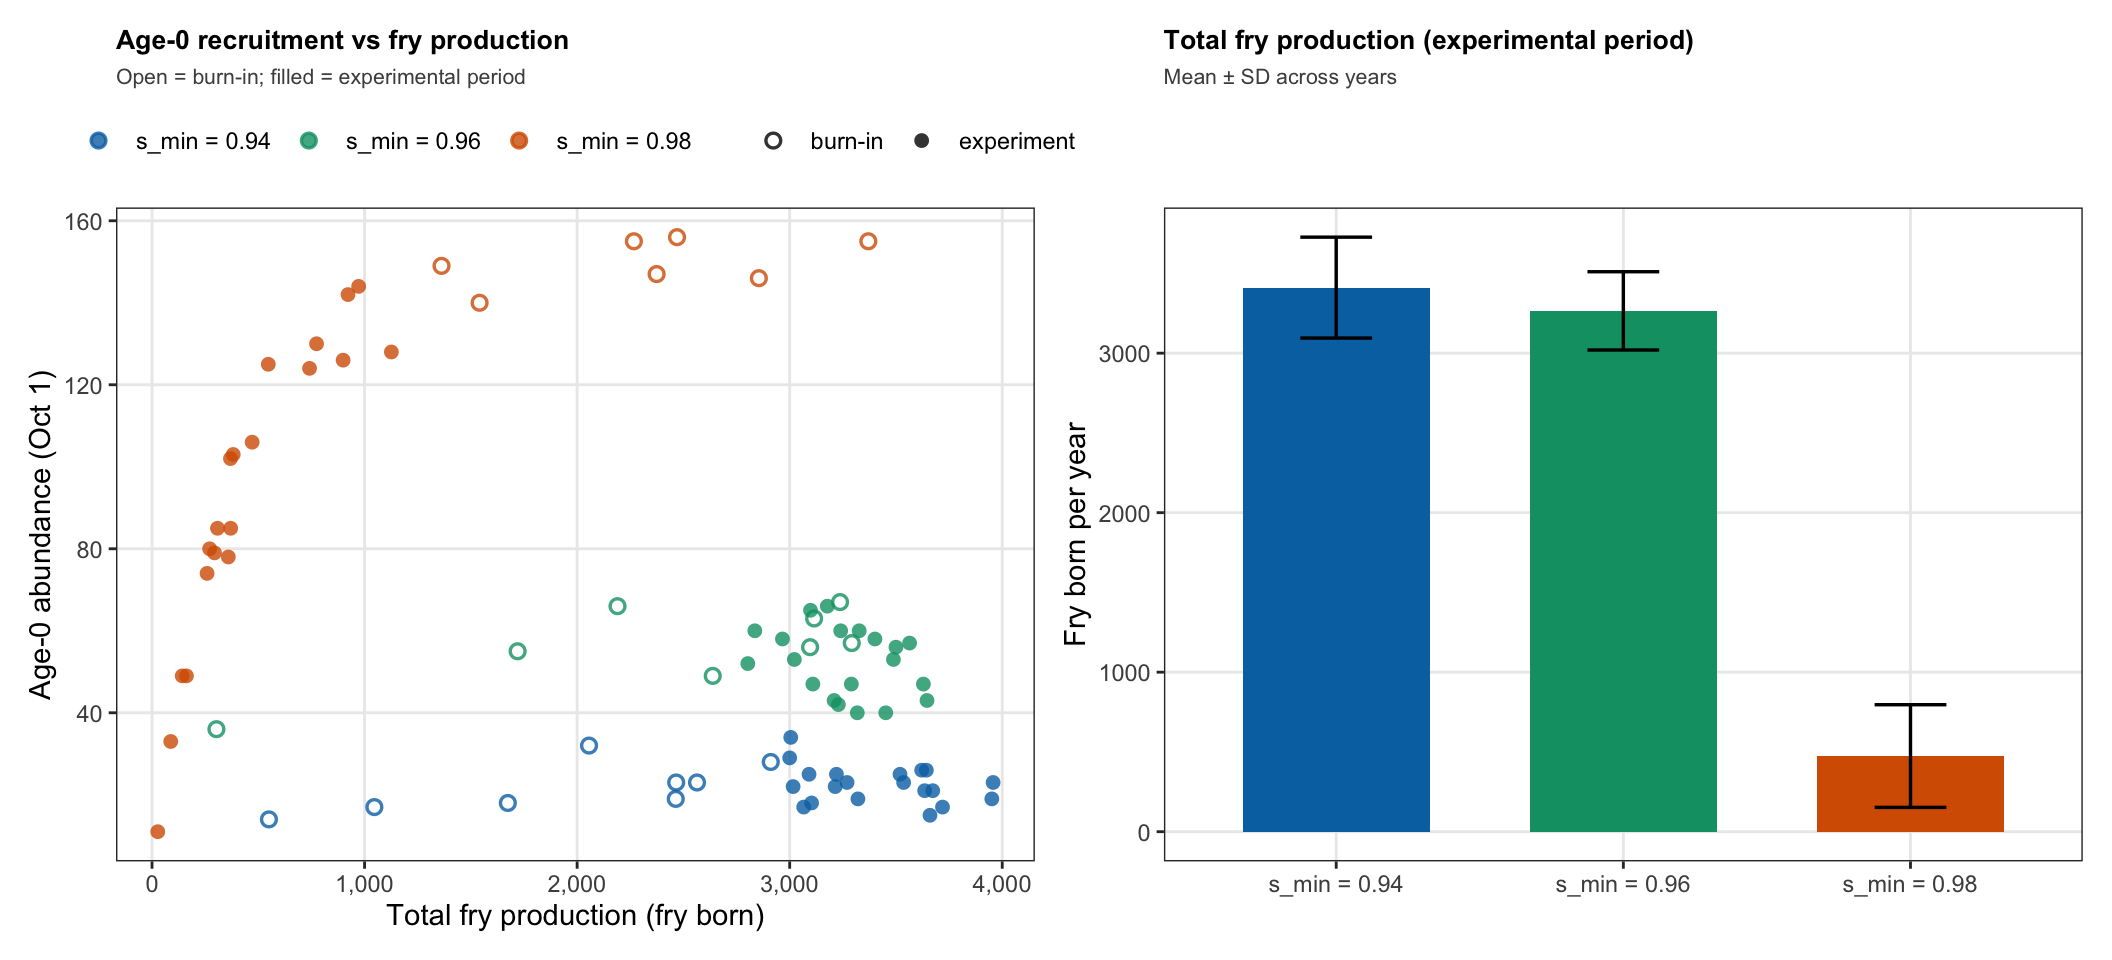 Age-0 recruitment vs fry production
Open = burn-in; filled = experimental period
s_min = 0.94 s_min = 0.96 s_min = 0.98 burn-in experiment
Age-0 abundance (Oct 1)
160
120
80
40
0 1,000 2,000 3,000 4,000
Total fry production (fry born)
Total fry production (experimental period)
Mean ± SD across years
Fry born per year
3000
2000
1000
0
s_min = 0.94 s_min = 0.96 s_min = 0.98